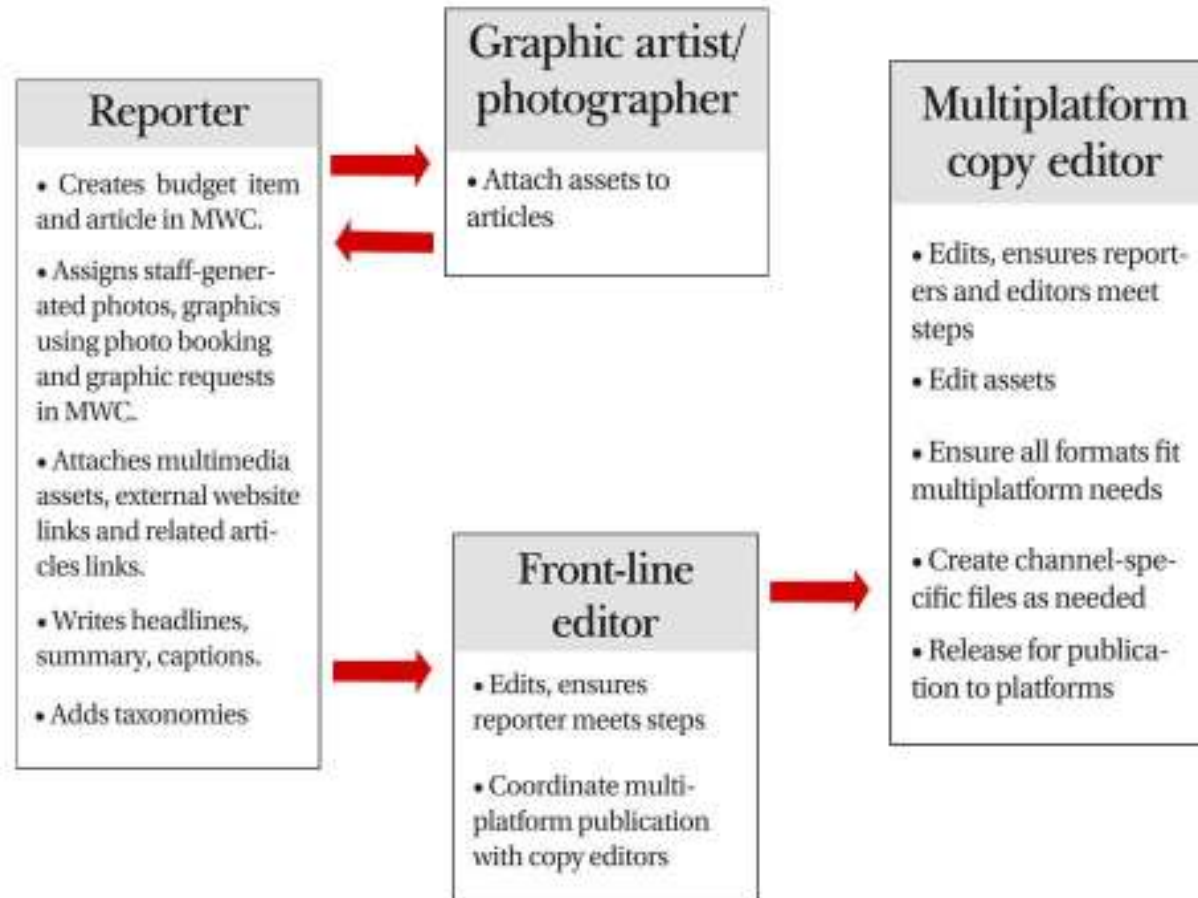 Reporter
• Creates budget item
and article in MWC.
• Assigns staff-gener-
ated photos, graphics
using photo booking
and graphic requests
in MWC.
• Attaches multimedia
assets, external website
links and related arti-
cles links.
• Writes headlines,
summary, captions.
• Adds taxonomies
Graphic artist/
photographer
• Attach assets to
articles
Front-line
editor
• Edits, ensures
reporter meets steps
• Coordinate multi-
platform publication
with copy editors
Multiplatform
copy editor
• Edits, ensures report-
ers and editors meet
steps
• Edit assets
• Ensure all formats fit
multiplatform needs
• Create channel-spe-
cific files as needed
• Release for publica-
tion to platforms